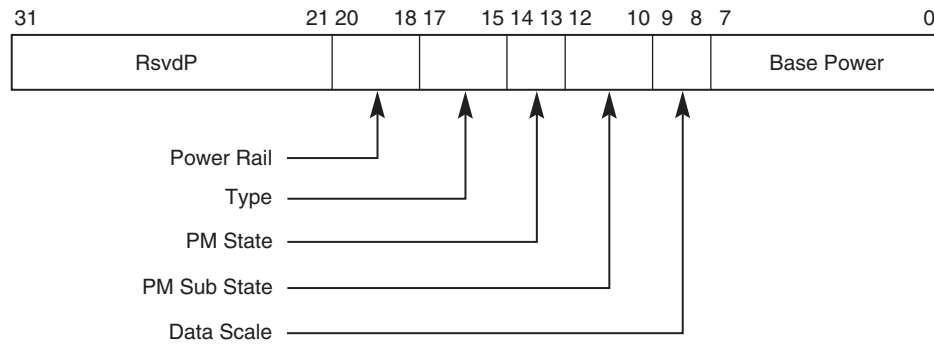 31 21 20 18 17 15 14 13 12 10 9 8 7 0
RsvdP Base Power
Power Rail
Type
PM State
PM Sub State
Data Scale